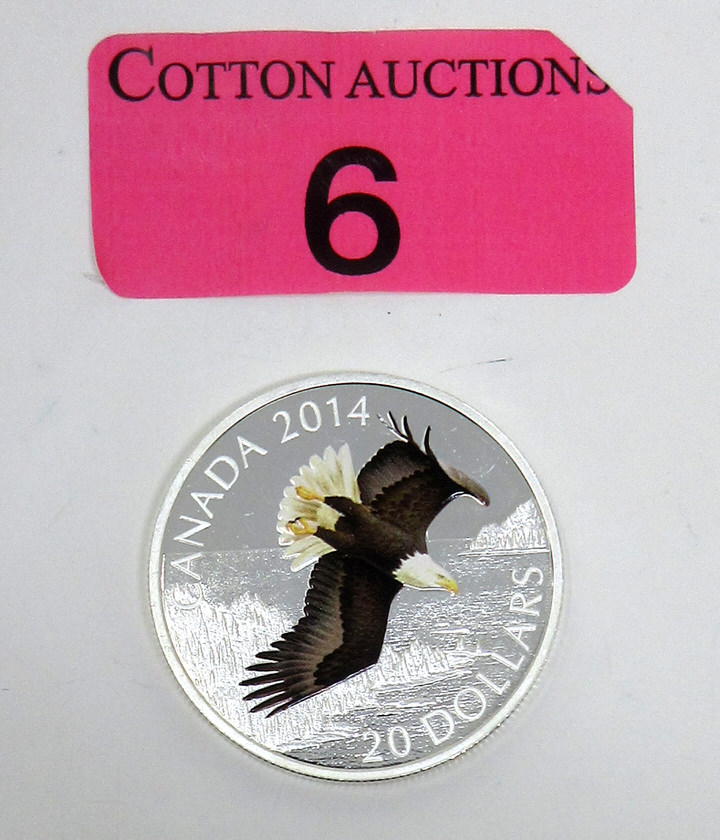 COTTON AUCTIONS
6
CANADA 2014
20 DOLLARS